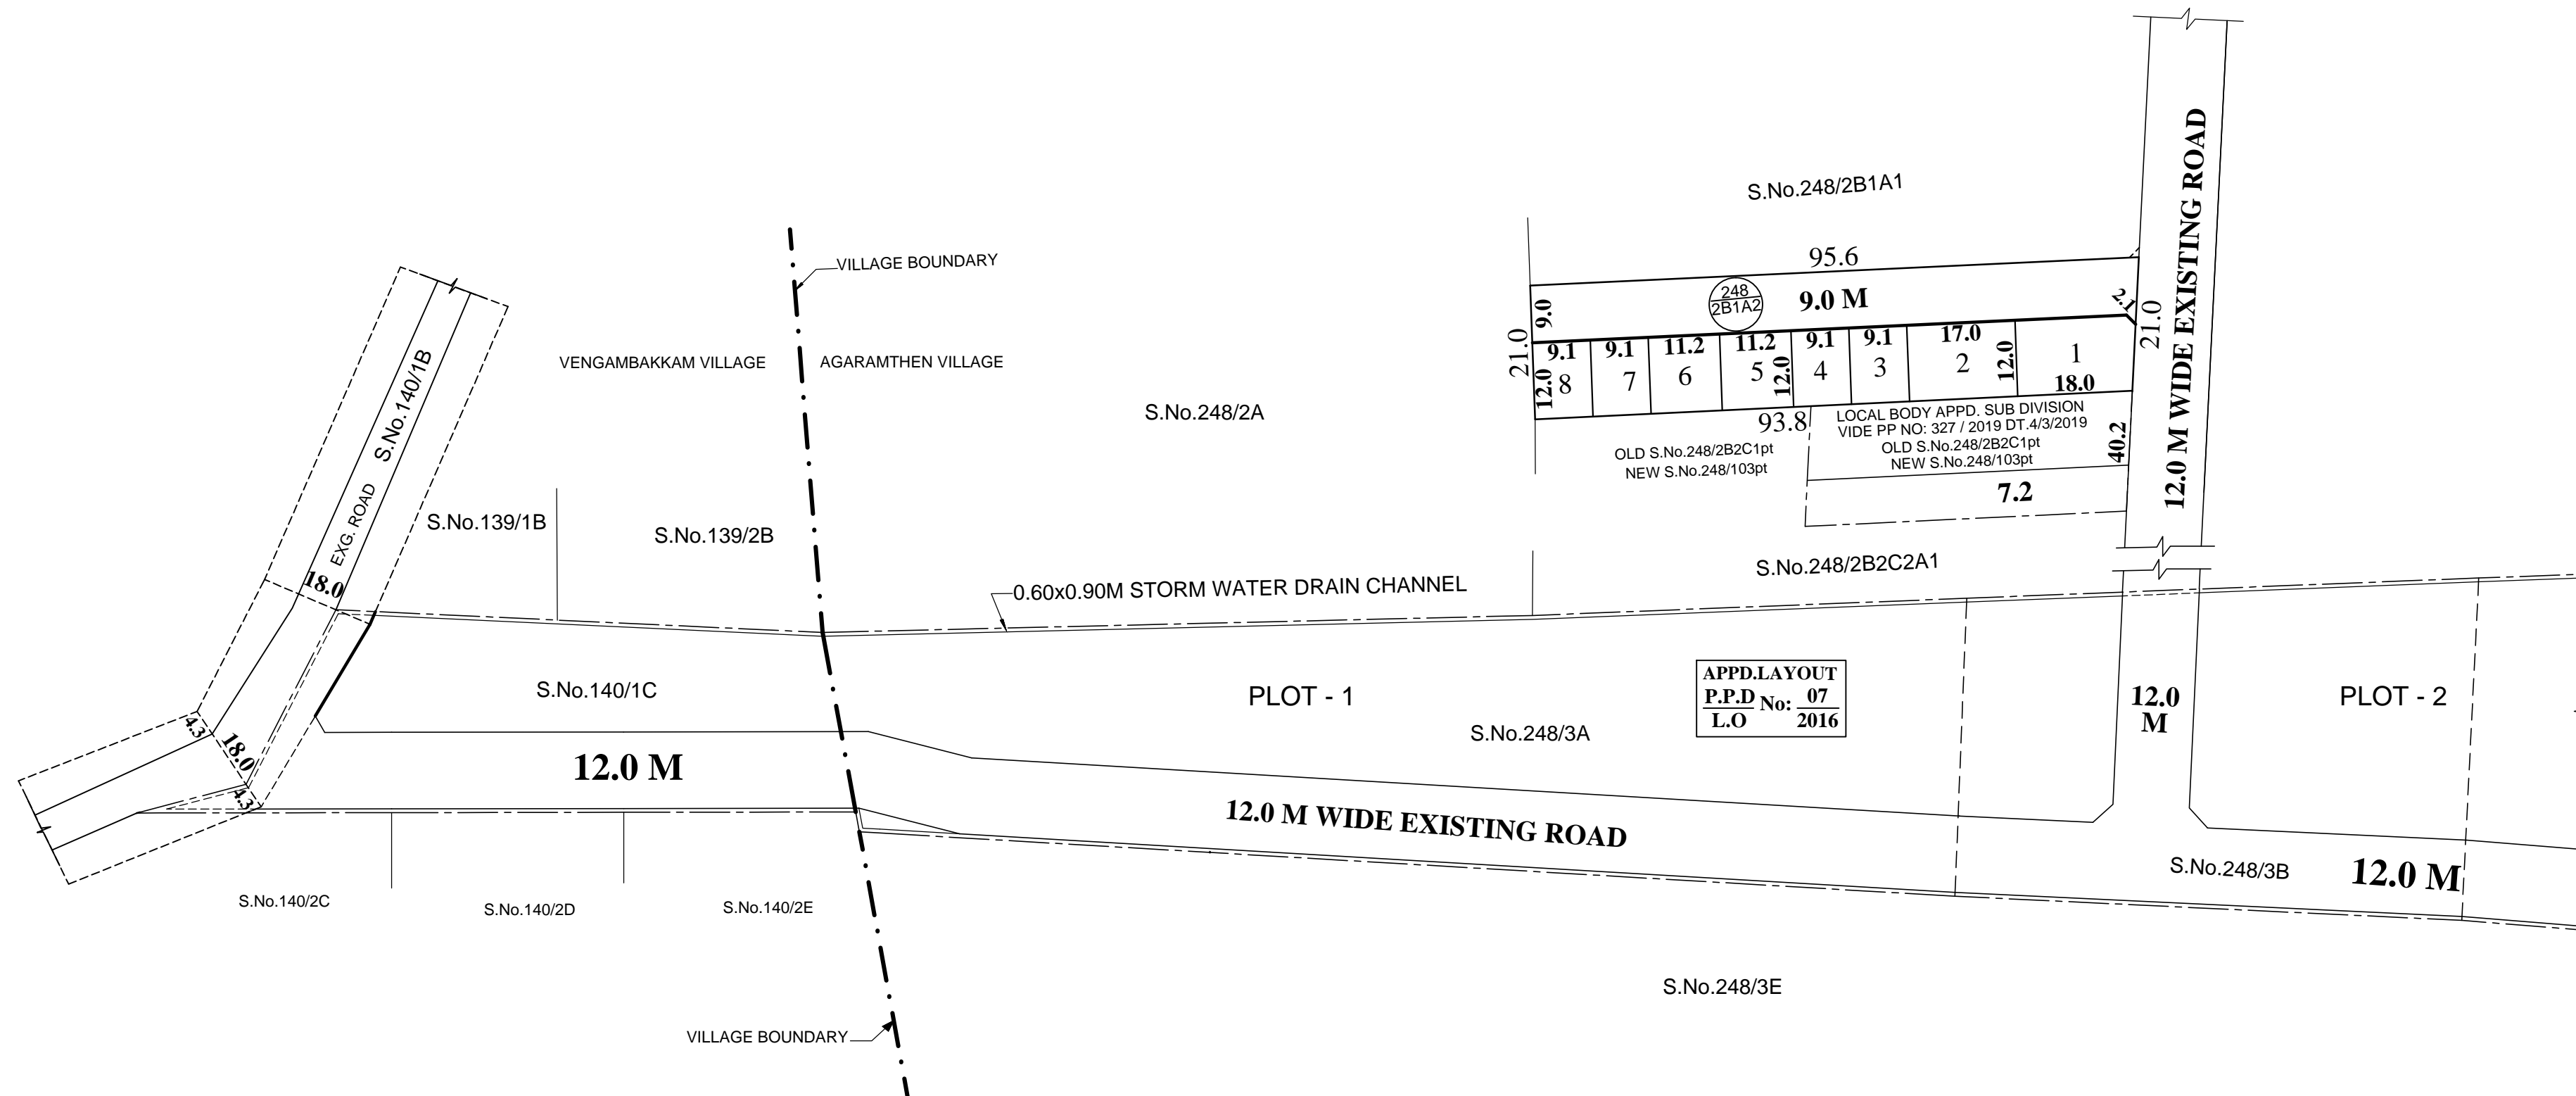 12.0 M WIDE EXISTING ROAD
S.No.248/2B1A1
95.6
VILLAGE BOUNDARY
248
2B1A2
9.0 M
9.0
2.1
21.0
21.0
VENGAMBAKKAM VILLAGE
AGARAMTHEN VILLAGE
9.1
9.1
11.2
11.2
9.1
9.1
17.0
12.0
8
7
6
5
12.0
4
3
2
12.0
1
18.0
S.No.140/1B
EXG. ROAD
S.No.248/2A
93.8
LOCAL BODY APPD. SUB DIVISION
VIDE PP NO: 327 / 2019 DT.4/3/2019
OLD S.No.248/2B2C1pt
NEW S.No.248/103pt
40.2
OLD S.No.248/2B2C1pt
NEW S.No.248/103pt
7.2
S.No.139/1B
S.No.139/2B
18.0
0.60x0.90M STORM WATER DRAIN CHANNEL
S.No.248/2B2C2A1
S.No.140/1C
PLOT - 1
APPD.LAYOUT
P.P.D
L.O
No:
07
2016
12.0
M
PLOT - 2
S.No.248/3A
4.3
18.0
4.3
12.0 M
12.0 M WIDE EXISTING ROAD
S.No.248/3B
12.0 M
S.No.140/2C
S.No.140/2D
S.No.140/2E
S.No.248/3E
VILLAGE BOUNDARY